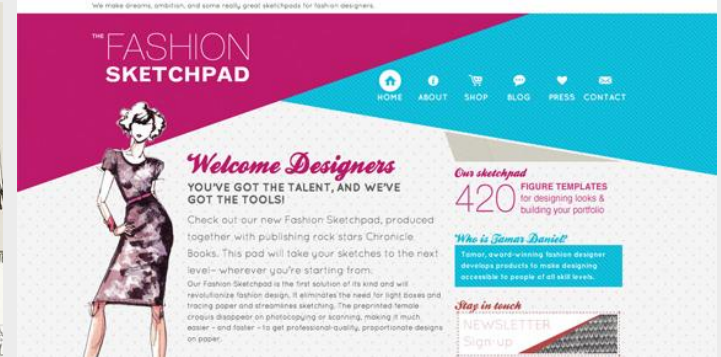 We make dreams, ambition, and some really great sketchpads for fashion designers.
THE FASHION
SKETCHPAD
HOME ABOUT SHOP BLOG PRESS CONTACT
Welcome Designers
YOU'VE GOT THE TALENT, AND WE'VE
GOT THE TOOLS!
Check out our new Fashion Sketchpad, produced
together with publishing rock stars Chronicle
Books. This pad will take your sketches to the next
level- wherever you're starting from.
Our Fashion Sketchpad is the first solution of its kind and will
revolutionize fashion design. It eliminates the need for light boxes and
tracing paper and streamlines sketching. The preprinted female
croquis disappear on photocopying or scanning, making it much
easier - and faster - to get professional-quality, proportionate designs
on paper.
Our sketchpad
420 FIGURE TEMPLATES
for designing looks &
building your portfolio
Who is Tamar Daniel?
Tamar, award-winning fashion designer
develops products to make designing
accessible to people of all skill levels.
Stay in touch
NEWSLETTER
Sign up